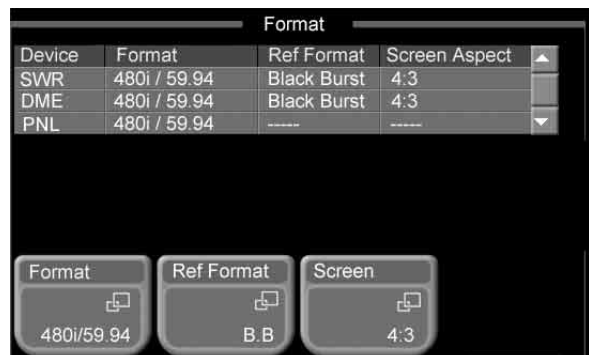 Format
Device Format Ref Format Screen Aspect
SWR 480i / 59.94 Black Burst 4:3
DME 480i / 59.94 Black Burst 4:3
PNL 480i / 59.94 ----- -----
Format Ref Format Screen
480i/59.94 B.B 4:3